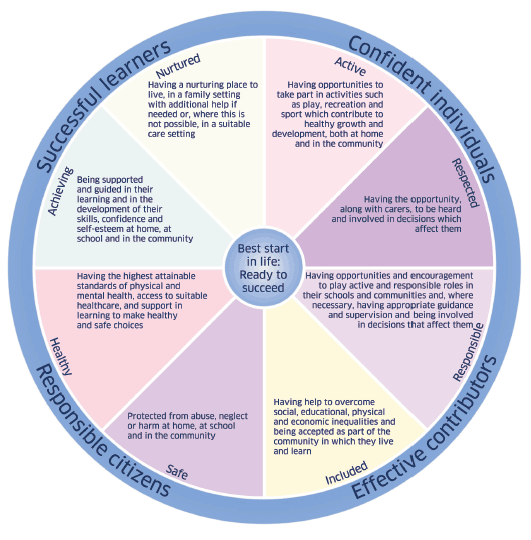 Successful learners
Confident individuals
Nurtured
Having a nurturing place to
live, in a family setting
with additional help if
needed or, where this is
not possible, in a suitable
care setting
Active
Having opportunities to
take part in activities such
as play, recreation and
sport which contribute to
healthy growth and
development, both at home
and in the community
Achieving
Being supported
and guided in their
learning and in the
development of their
skills, confidence and
self-esteem at home, at
school and in the community
Respected
Having the opportunity,
along with carers, to be heard
and involved in decisions which
affect them
Best start
in life:
Ready to
succeed
Having the highest attainable
standards of physical and
mental health, access to suitable
healthcare, and support in
learning to make healthy
and safe choices
Healthy
Having opportunities and encouragement
to play active and responsible roles in
their schools and communities and, where
necessary, having appropriate guidance
and supervision and being involved
in decisions that affect them
Responsible
Protected from abuse, neglect
or harm at home, at school
and in the community
Safe
Having help to overcome
social, educational, physical
and economic inequalities and
being accepted as part of the
community in which they live
and learn
Included
Responsible citizens
Effective contributors